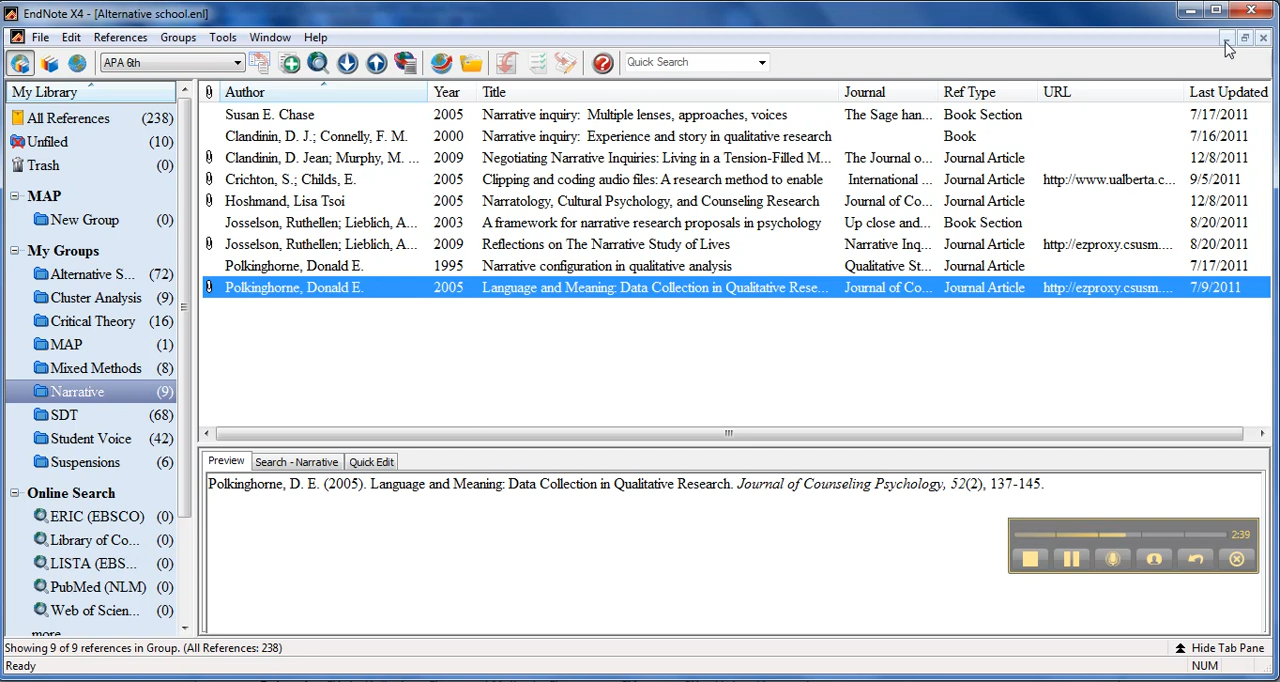 EndNote X4 - [Alternative school.enl]
File Edit References Groups Tools Window Help
APA 6th Quick Search
My Library Author Year Title Journal Ref Type URL Last Updated
All References (238)
Unfiled (10)
Trash (0)
MAP
New Group (0)
My Groups
Alternative S... (72)
Cluster Analysis (9)
Critical Theory (16)
MAP (1)
Mixed Methods (8)
Narrative (9)
SDT (68)
Student Voice (42)
Suspensions (6)
Online Search
ERIC (EBSCO) (0)
Library of Co... (0)
LISTA (EBS... (0)
PubMed (NLM) (0)
Web of Scien... (0)
more
Susan E. Chase 2005 Narrative inquiry: Multiple lenses, approaches, voices The Sage han... Book Section 7/17/2011
Clandinin, D. J.; Connelly, F. M. 2000 Narrative inquiry: Experience and story in qualitative research Book 7/16/2011
Clandinin, D. Jean; Murphy, M. ... 2009 Negotiating Narrative Inquiries: Living in a Tension-Filled M... The Journal o... Journal Article 12/8/2011
Crichton, S.; Childs, E. 2005 Clipping and coding audio files: A research method to enable International ... Journal Article http://www.ualberta.c... 9/5/2011
Hoshmand, Lisa Tsoi 2005 Narratology, Cultural Psychology, and Counseling Research Journal of Co... Journal Article 12/8/2011
Josselson, Ruthellen; Lieblich, A... 2003 A framework for narrative research proposals in psychology Up close and... Book Section 8/20/2011
Josselson, Ruthellen; Lieblich, A... 2009 Reflections on The Narrative Study of Lives Narrative Inq... Journal Article http://ezproxy.csusm.... 8/20/2011
Polkinghorne, Donald E. 1995 Narrative configuration in qualitative analysis Qualitative St... Journal Article 7/17/2011
Polkinghorne, Donald E. 2005 Language and Meaning: Data Collection in Qualitative Rese... Journal of Co... Journal Article http://ezproxy.csusm.... 7/9/2011
Preview Search - Narrative Quick Edit
Polkinghorne, D. E. (2005). Language and Meaning: Data Collection in Qualitative Research. Journal of Counseling Psychology, 52(2), 137-145.
2:39
Showing 9 of 9 references in Group. (All References: 238) Hide Tab Pane
Ready NUM